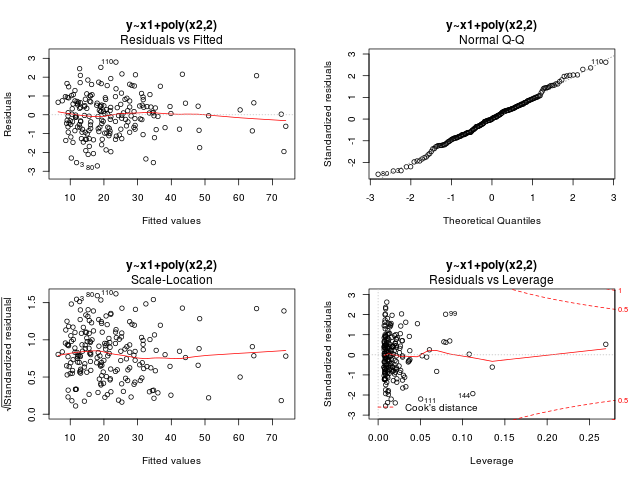 y~x1+poly(x2,2)
Residuals vs Fitted
Residuals
3
2
1
0
-1
-2
-3
110
3
80
10 20 30 40 50 60 70
Fitted values
y~x1+poly(x2,2)
Normal Q-Q
Standardized residuals
3
2
1
0
-1
-2
110
80
-3 -2 -1 0 1 2 3
Theoretical Quantiles
y~x1+poly(x2,2)
Scale-Location
√|Standardized residuals|
1.5
1.0
0.5
0.0
80
110
3
10 20 30 40 50 60 70
Fitted values
y~x1+poly(x2,2)
Residuals vs Leverage
Standardized residuals
3
2
1
0
-1
-2
-3
99
144
111
Cook's distance
1
0.5
0.5
0.00 0.05 0.10 0.15 0.20 0.25
Leverage